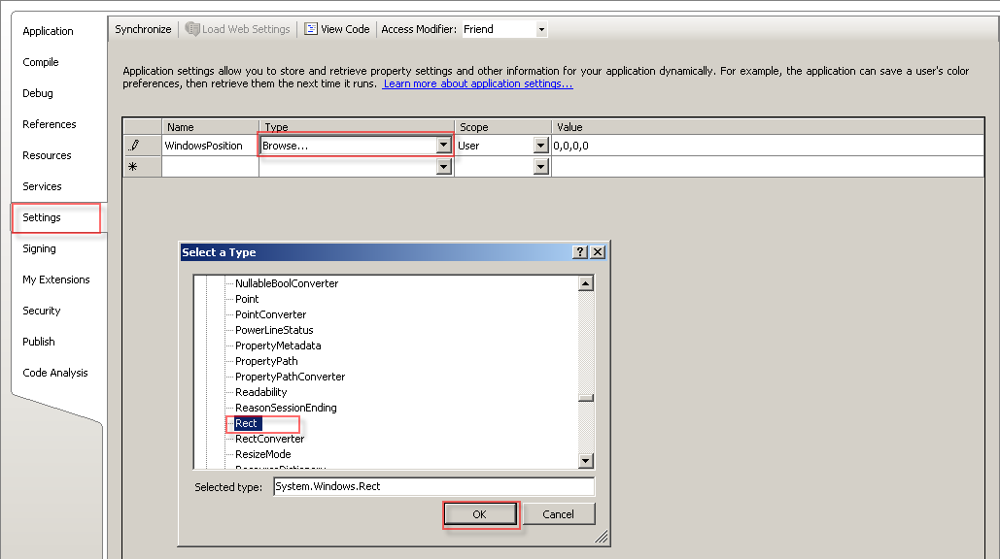 Application
Compile
Debug
References
Resources
Services
Settings
Signing
My Extensions
Security
Publish
Code Analysis
Synchronize Load Web Settings View Code Access Modifier: Friend
Application settings allow you to store and retrieve property settings and other information for your application dynamically. For example, the application can save a user's color
preferences, then retrieve them the next time it runs. Learn more about application settings...
Name Type Scope Value
WindowsPosition Browse... User 0,0,0,0
Select a Type
NullableBoolConverter
Point
PointConverter
PowerLineStatus
PropertyMetadata
PropertyPath
PropertyPathConverter
Readability
ReasonSessionEnding
Rect
RectConverter
ResizeMode
ResourceDictionary
Selected type: System.Windows.Rect
OK Cancel